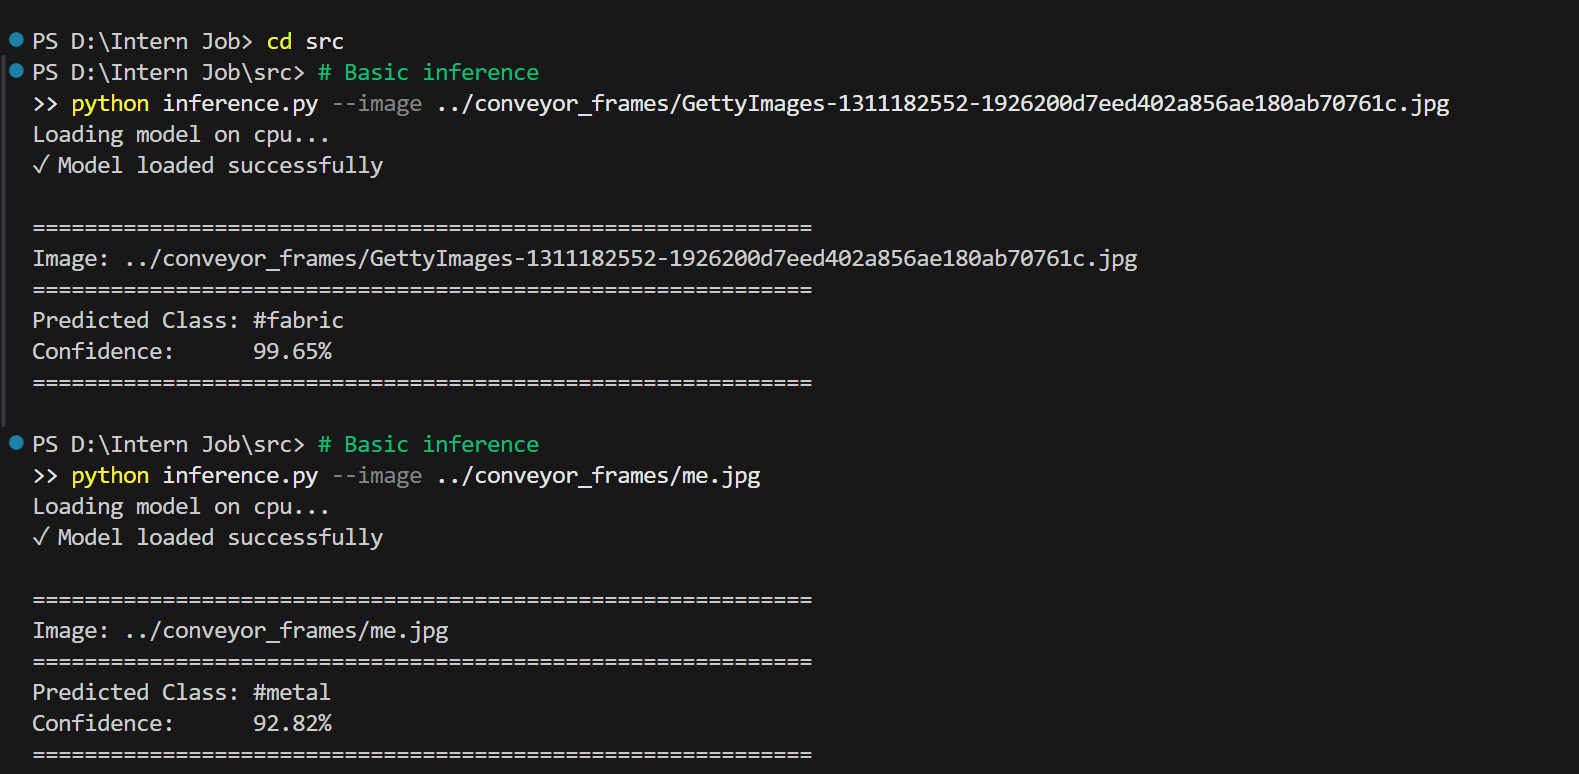 PS D:\Intern Job> cd src
PS D:\Intern Job\src> # Basic inference
>> python inference.py --image ../conveyor_frames/GettyImages-1311182552-1926200d7eed402a856ae180ab70761c.jpg
Loading model on cpu...
✓ Model loaded successfully
============================================================
Image: ../conveyor_frames/GettyImages-1311182552-1926200d7eed402a856ae180ab70761c.jpg
============================================================
Predicted Class: #fabric
Confidence:      99.65%
============================================================
PS D:\Intern Job\src> # Basic inference
>> python inference.py --image ../conveyor_frames/me.jpg
Loading model on cpu...
✓ Model loaded successfully
============================================================
Image: ../conveyor_frames/me.jpg
============================================================
Predicted Class: #metal
Confidence:      92.82%
============================================================